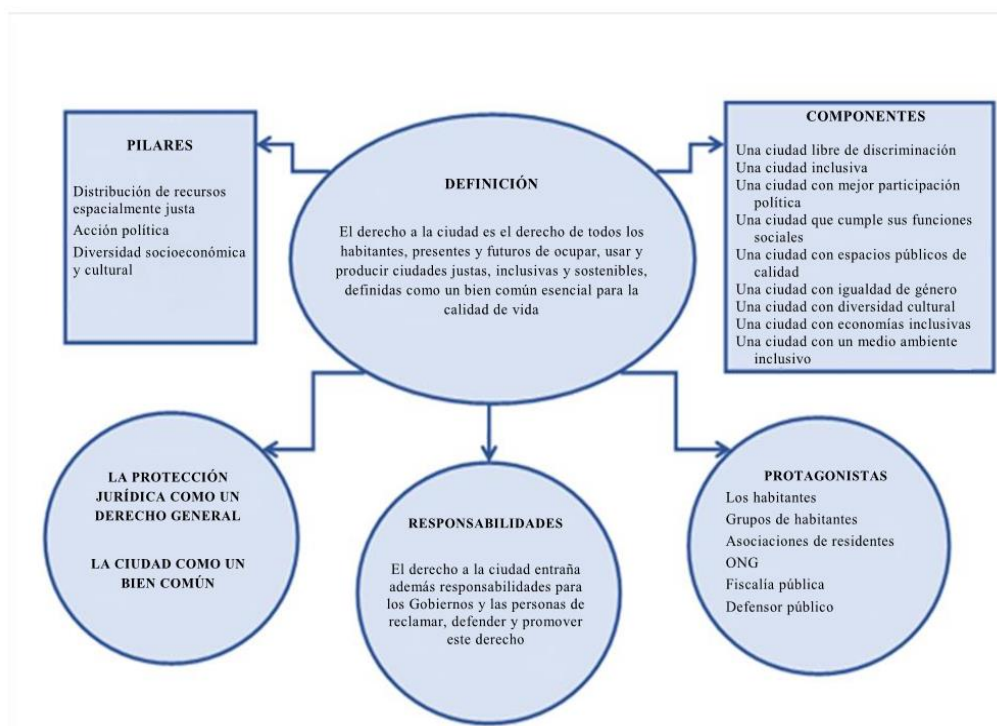 PILARES
Distribución de recursos
espacialmente justa
Acción política
Diversidad socioeconómica
y cultural
DEFINICIÓN
El derecho a la ciudad es el derecho de todos los
habitantes, presentes y futuros de ocupar, usar y
producir ciudades justas, inclusivas y sostenibles,
definidas como un bien común esencial para la
calidad de vida
COMPONENTES
Una ciudad libre de discriminación
Una ciudad inclusiva
Una ciudad con mejor participación
política
Una ciudad que cumple sus funciones
sociales
Una ciudad con espacios públicos de
calidad
Una ciudad con igualdad de género
Una ciudad con diversidad cultural
Una ciudad con economías inclusivas
Una ciudad con un medio ambiente
inclusivo
LA PROTECCIÓN
JURÍDICA COMO UN
DERECHO GENERAL
LA CIUDAD COMO UN
BIEN COMÚN
RESPONSABILIDADES
El derecho a la ciudad entraña
además responsabilidades para
los Gobiernos y las personas de
reclamar, defender y promover
este derecho
PROTAGONISTAS
Los habitantes
Grupos de habitantes
Asociaciones de residentes
ONG
Fiscalía pública
Defensor público